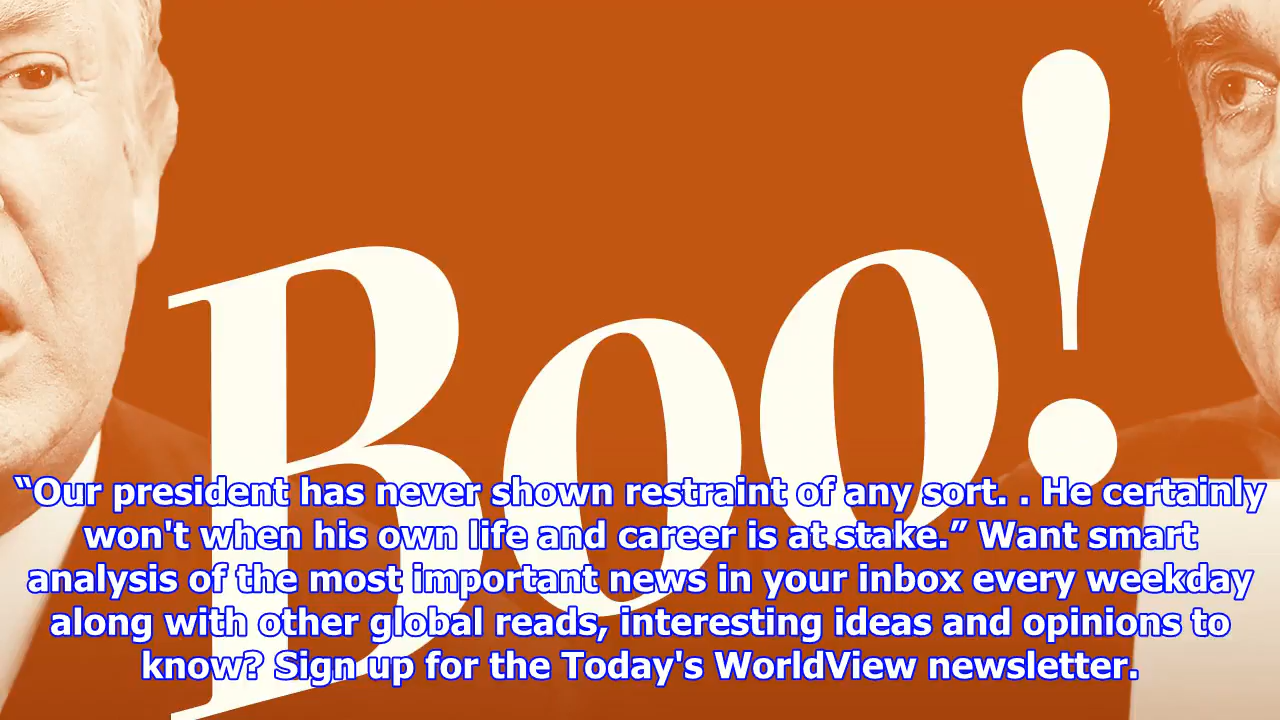 Boo!
“Our president has never shown restraint of any sort. . He certainly
won't when his own life and career is at stake.” Want smart
analysis of the most important news in your inbox every weekday
along with other global reads, interesting ideas and opinions to
know? Sign up for the Today's WorldView newsletter.